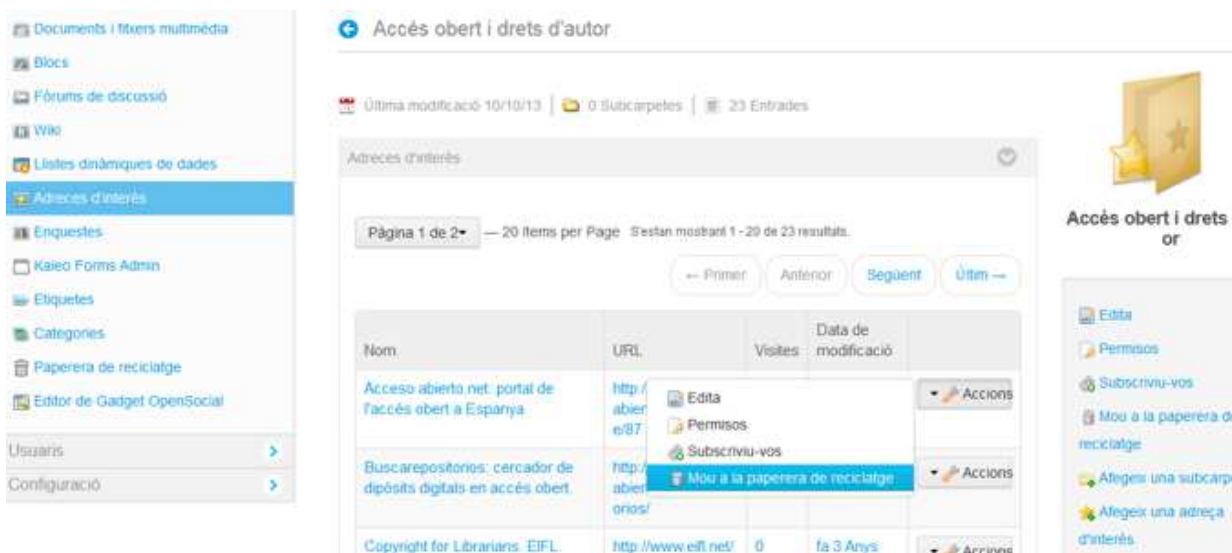 Documents i fitxers multimèdia
Blocs
Fòrums de discussió
Wiki
Llistes dinàmiques de dades
Adreces d'interès
Enquestes
Kaleo Forms Admin
Etiquetes
Categories
Paperera de reciclatge
Editor de Gadget OpenSocial
Usuaris
Configuració
Accés obert i drets d'autor
Última modificació 10/10/13 | 0 Subcarpetes | 23 Entrades
Adreces d'interès
Pàgina 1 de 2 — 20 Items per Page S'estan mostrant 1 - 20 de 23 resultats.
← Primer Anterior Següent Últim →
Nom URL Visites Data de
modificació
Acceso abierto net: portal de
l'accés obert a Espanya
http:/
abier
e/87
Accions
Edita
Permisos
Subscriviu-vos
Mou a la paperera de reciclatge
Buscarepositorios: cercador de
dipòsits digitals en accés obert.
http:/
abier
orios/
Accions
Copyright for Librarians. EIFL http://www.eifl.net/ 0 fa 3 Anys Accions
Accés obert i drets
or
Edita
Permisos
Subscriviu-vos
Mou a la paperera de
reciclatge
Afegeix una subcarpe
Afegeix una adreça
d'interès